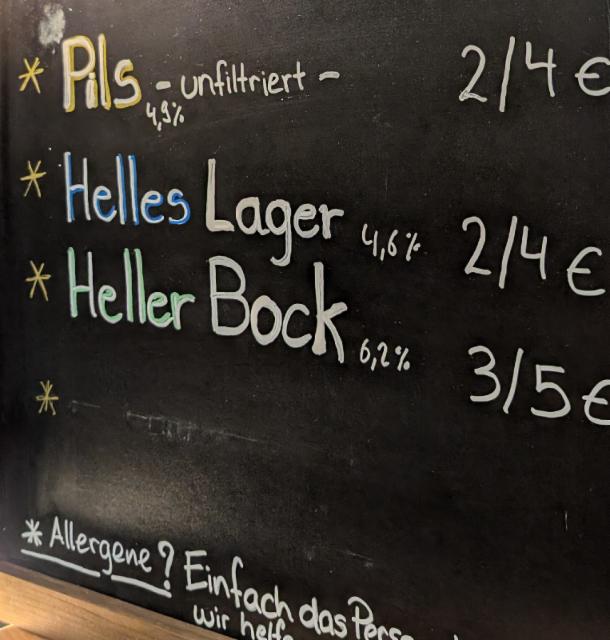 * Pils - unfiltriert - 2/4 €
4,9%
* Helles Lager 4,6% 2/4 €
* Heller Bock 6,2% 3/5 €
*
* Allergene? Einfach das
wir